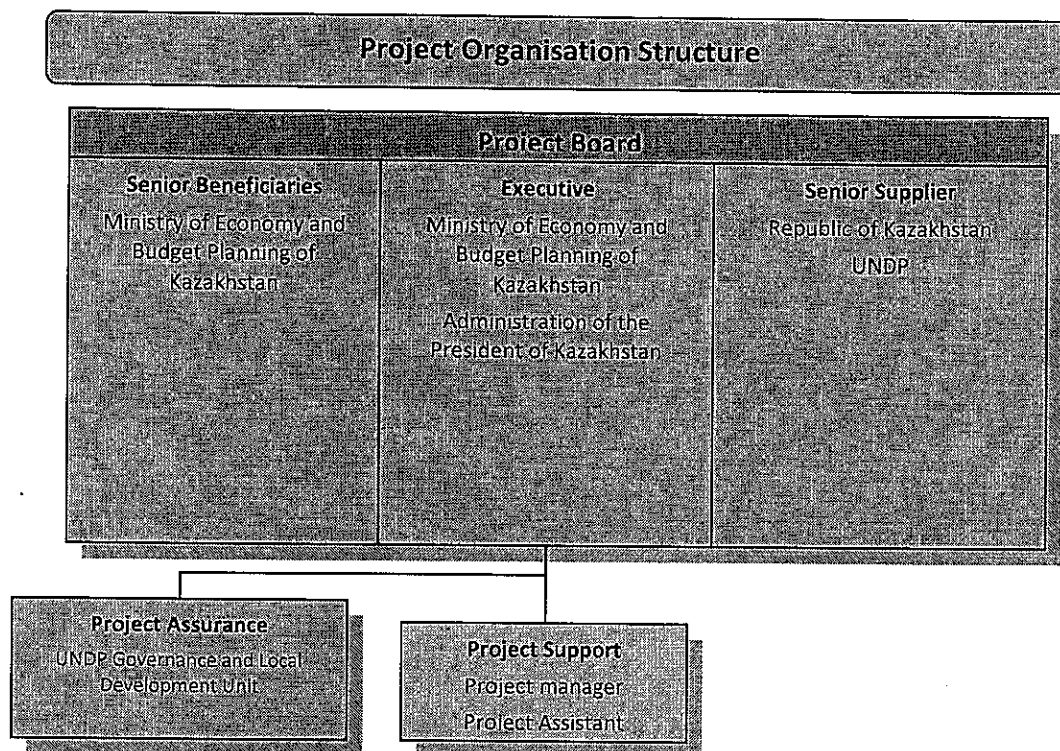 Project Organisation Structure
Project Board
Senior Beneficiaries
Ministry of Economy and
Budget Planning of
Kazakhstan
Executive
Ministry of Economy and
Budget Planning of
Kazakhstan
Administration of the
President of Kazakhstan
Senior Supplier
Republic of Kazakhstan
UNDP
Project Assurance
UNDP Governance and Local
Development Unit
Project Support
Project manager
Project Assistant